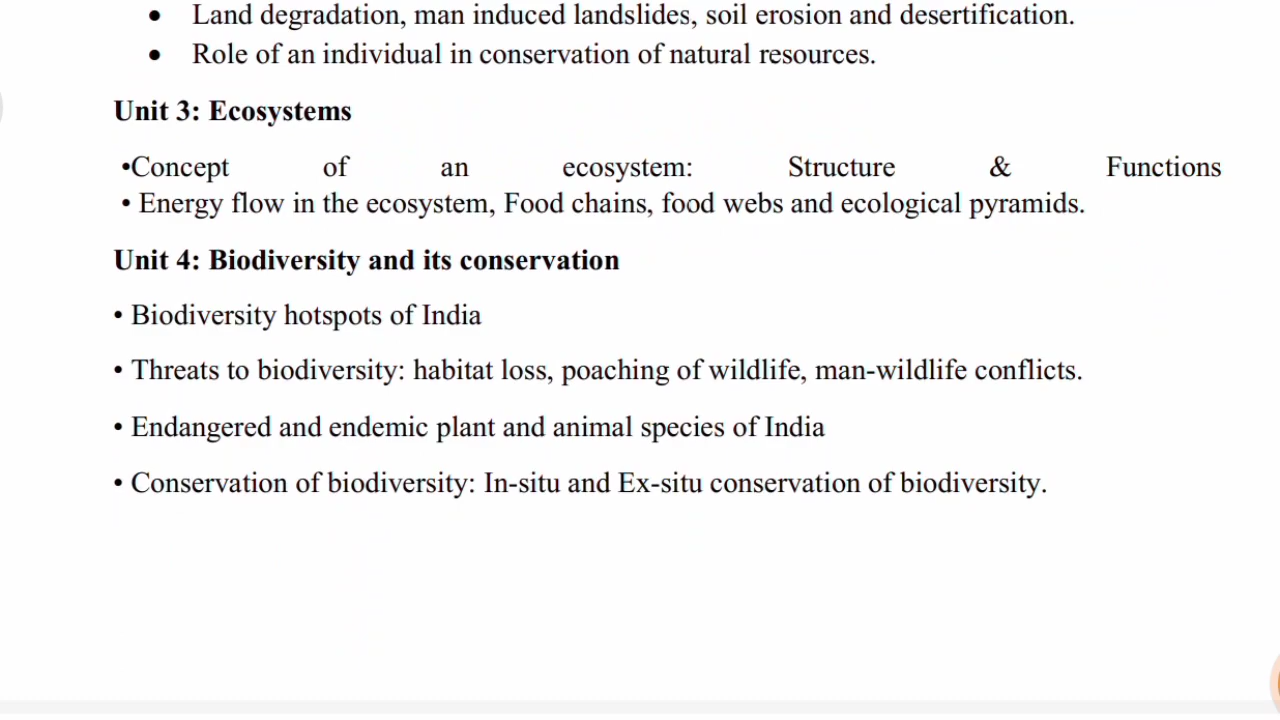 • Land degradation, man induced landslides, soil erosion and desertification.
• Role of an individual in conservation of natural resources.
Unit 3: Ecosystems
•Concept of an ecosystem: Structure & Functions
• Energy flow in the ecosystem, Food chains, food webs and ecological pyramids.
Unit 4: Biodiversity and its conservation
• Biodiversity hotspots of India
• Threats to biodiversity: habitat loss, poaching of wildlife, man-wildlife conflicts.
• Endangered and endemic plant and animal species of India
• Conservation of biodiversity: In-situ and Ex-situ conservation of biodiversity.